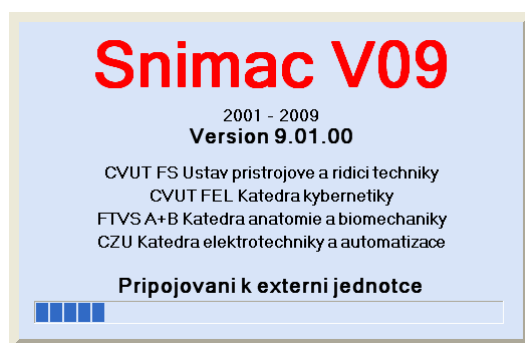 Snimac V09
2001 - 2009
Version 9.01.00
CVUT FS Ustav pristrojove a ridici techniky
CVUT FEL Katedra kybernetiky
FTVS A+B Katedra anatomie a biomechaniky
CZU Katedra elektrotechniky a automatizace
Pripojovani k externi jednotce